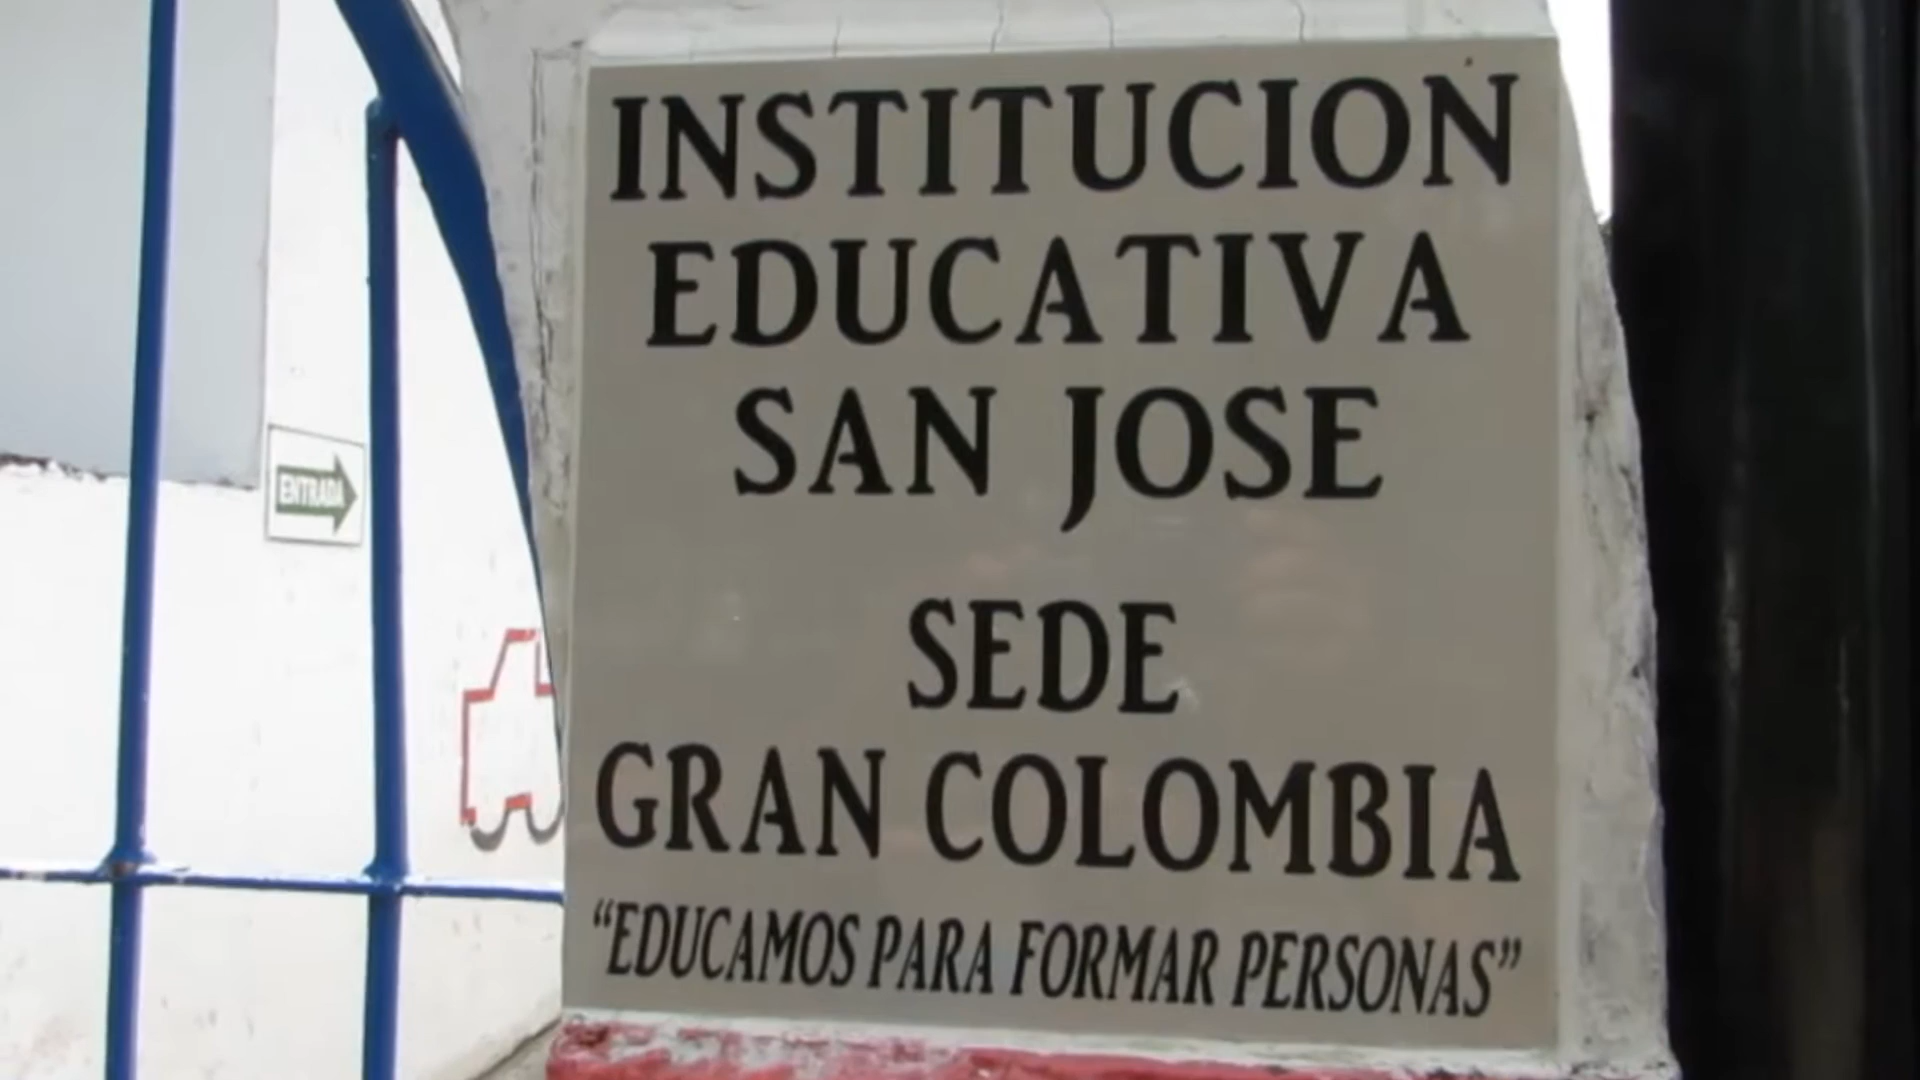 ENTRADA
INSTITUCION
EDUCATIVA
SAN JOSE
SEDE
GRAN COLOMBIA
“EDUCAMOS PARA FORMAR PERSONAS”